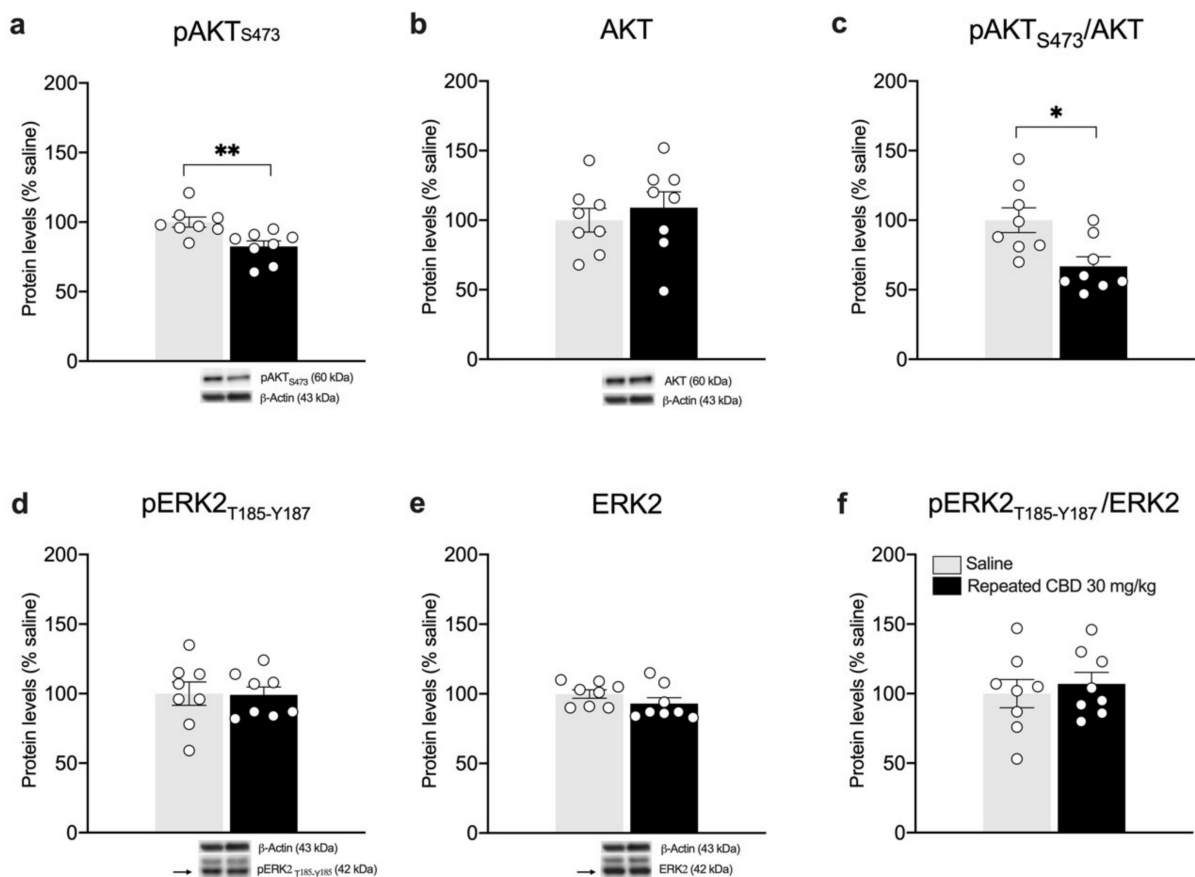 a
pAKTS473
b
AKT
c
pAKTS473/AKT
Protein levels (% saline)
200
150
100
50
0
**
pAKTS473 (60 kDa)
β-Actin (43 kDa)
Protein levels (% saline)
200
150
100
50
0
AKT (60 kDa)
β-Actin (43 kDa)
Protein levels (% saline)
200
150
100
50
0
*
d
pERK2T185-Y187
e
ERK2
f
pERK2T185-Y187/ERK2
Protein levels (% saline)
200
150
100
50
0
β-Actin (43 kDa)
pERK2T185-Y185 (42 kDa)
Protein levels (% saline)
200
150
100
50
0
β-Actin (43 kDa)
ERK2 (42 kDa)
Protein levels (% saline)
200
150
100
50
0
Saline
Repeated CBD 30 mg/kg